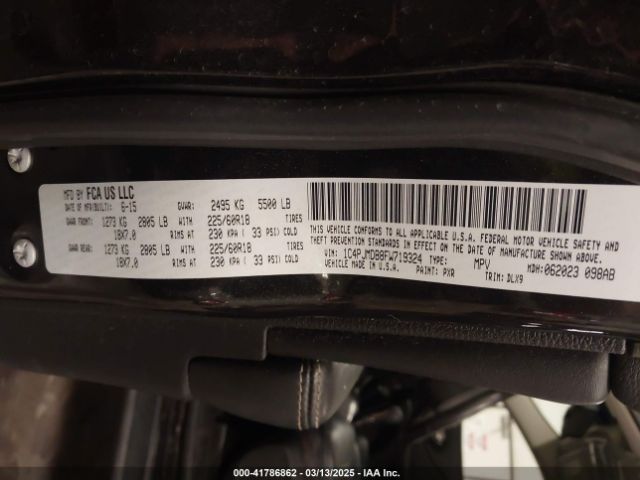 MFD BY FCA US LLC
DATE OF MFR(BUILT): 6-15 GVWR: 2495 KG 5500 LB
GAWR FRONT: 1273 KG 2805 LB WITH 225/60R18 TIRES
18X7.0 RIMS AT 230 KPA ( 33 PSI) COLD
GAWR REAR: 1273 KG 2805 LB WITH 225/60R18 TIRES
18X7.0 RIMS AT 230 KPA ( 33 PSI) COLD
THIS VEHICLE CONFORMS TO ALL APPLICABLE U.S.A. FEDERAL MOTOR VEHICLE SAFETY AND
THEFT PREVENTION STANDARDS IN EFFECT ON THE DATE OF MANUFACTURE SHOWN ABOVE.
VIN: 1C4PJMDB8FW719324 TYPE: MPV MDH:062023 098AB
MADE IN U.S.A. PAINT: PXR TRIM: DLX9
000-41786862 — 03/13/2025 — IAA Inc.